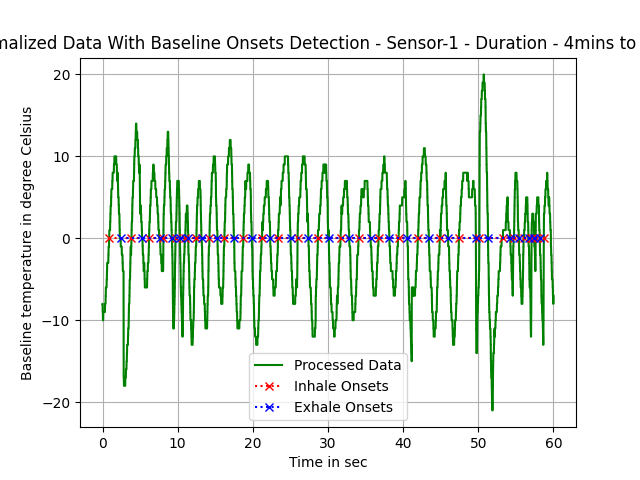 malized Data With Baseline Onsets Detection - Sensor-1 - Duration - 4mins to
20
10
0
−10
−20
Baseline temperature in degree Celsius
Processed Data
Inhale Onsets
Exhale Onsets
0 10 20 30 40 50 60
Time in sec